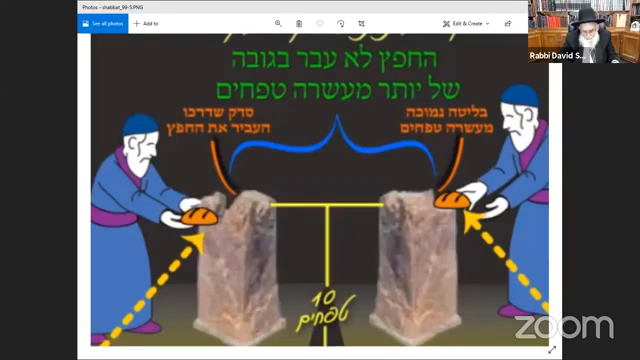 Photos - shabbat_99-5.PNG
See all photos
Add to
Edit & Create
Rabbi David S...
החפץ לא עבר בגובה
של יותר מעשרה טפחים
בליטה נמוכה
מעשרה טפחים
סדק שדרכו
העביר את החפץ
10
טפחים
zoom